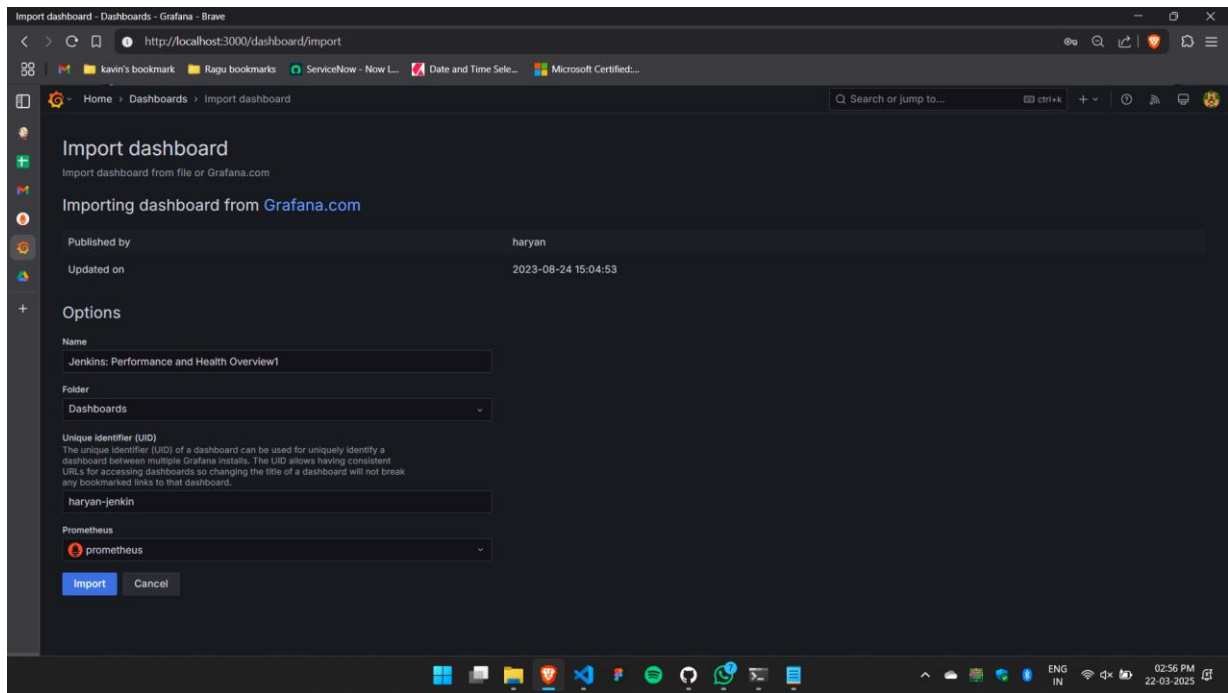 Import dashboard - Dashboards - Grafana - Brave
http://localhost:3000/dashboard/import
kavin's bookmark Ragu bookmarks ServiceNow - Now L... Date and Time Sele... Microsoft Certified:...
Home › Dashboards › Import dashboard Search or jump to... ctrl+k
Import dashboard
Import dashboard from file or Grafana.com
Importing dashboard from Grafana.com
Published by haryan
Updated on 2023-08-24 15:04:53
Options
Name
Jenkins: Performance and Health Overview1
Folder
Dashboards
Unique identifier (UID)
The unique identifier (UID) of a dashboard can be used for uniquely identify a
dashboard between multiple Grafana installs. The UID allows having consistent
URLs for accessing dashboards so changing the title of a dashboard will not break
any bookmarked links to that dashboard.
haryan-jenkin
Prometheus
prometheus
Import Cancel
ENG 02:56 PM
IN 22-03-2025